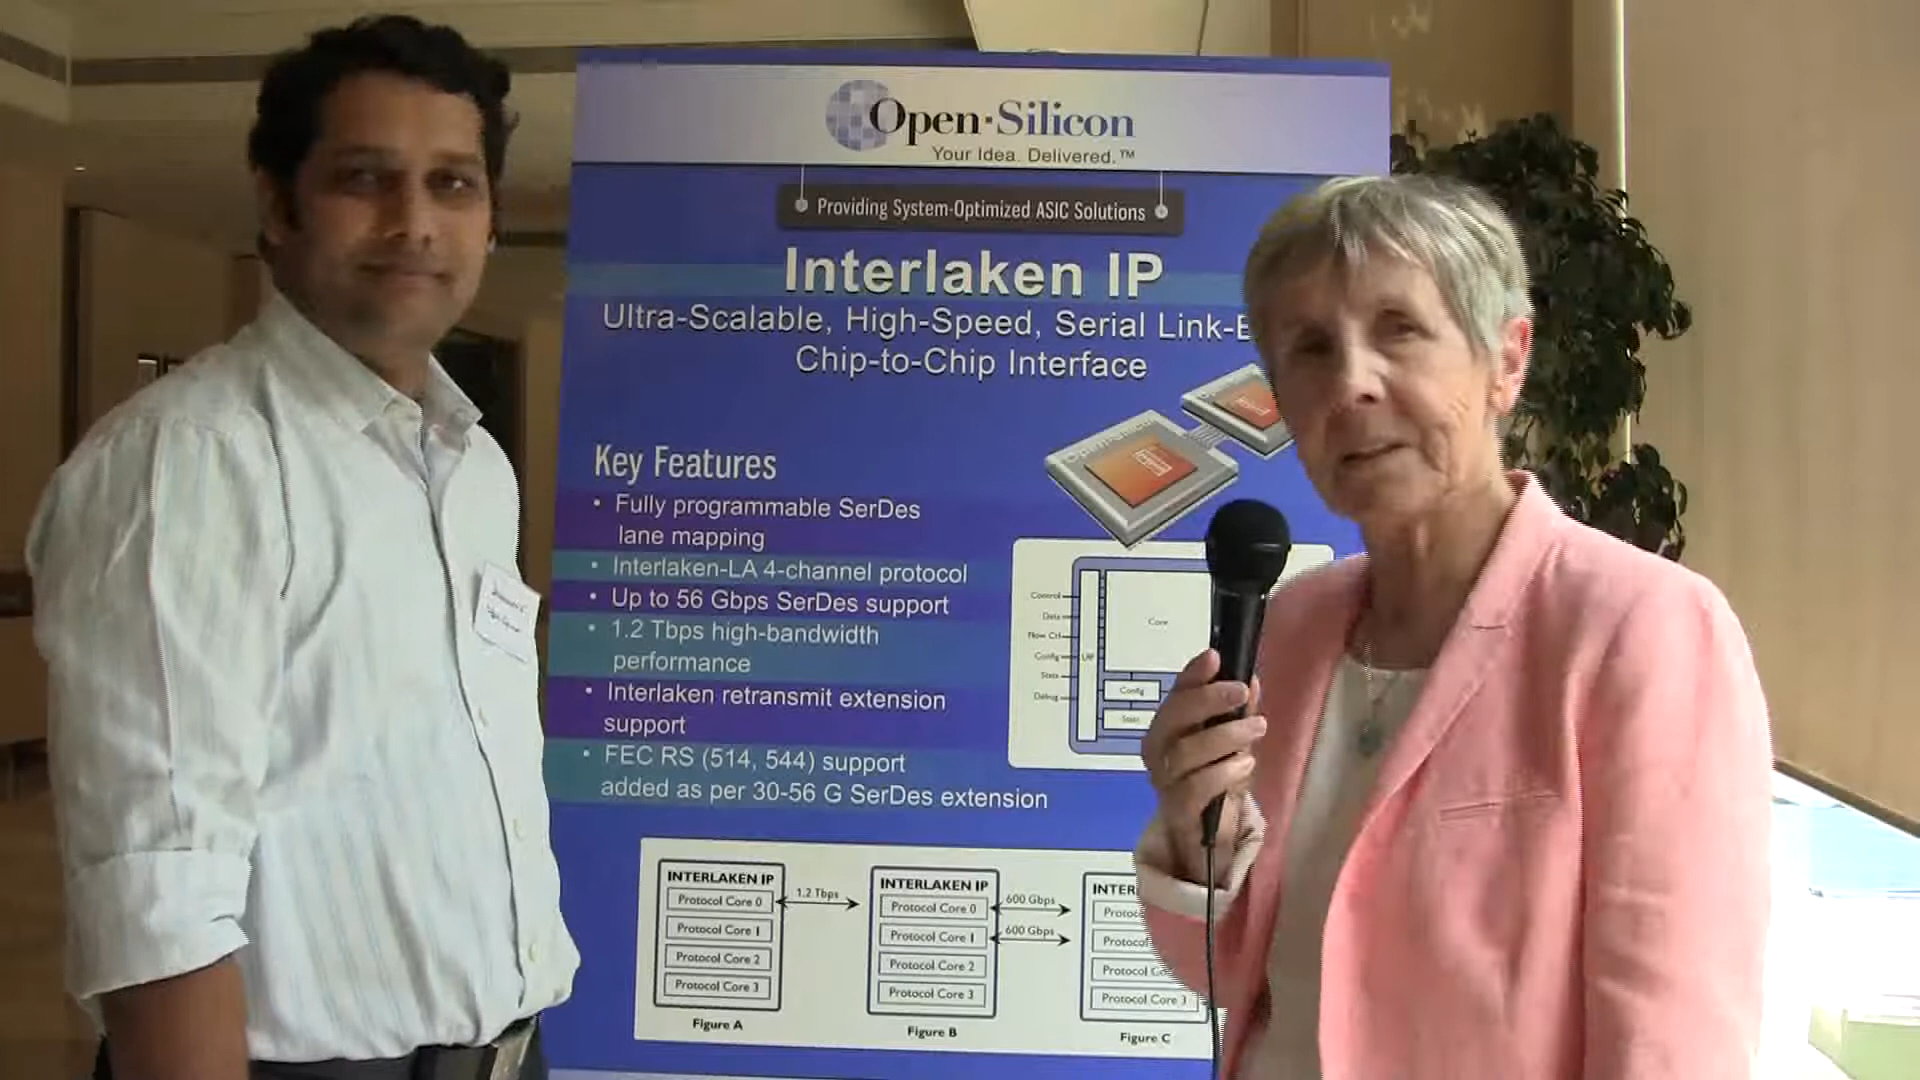 Open·Silicon
Your Idea. Delivered.™
Providing System-Optimized ASIC Solutions
Interlaken IP
Ultra-Scalable, High-Speed, Serial Link-
Chip-to-Chip Interface
Key Features
• Fully programmable SerDes
lane mapping
• Interlaken-LA 4-channel protocol
• Up to 56 Gbps SerDes support
• 1.2 Tbps high-bandwidth
performance
• Interlaken retransmit extension
support
• FEC RS (514, 544) support
added as per 30-56 G SerDes extension
Control
Data
Flow Ctrl
Config
Stats
Debug
Core
Config
Stats
INTERLAKEN IP
Protocol Core 0
Protocol Core 1
Protocol Core 2
Protocol Core 3
Figure A
1.2 Tbps
INTERLAKEN IP
Protocol Core 0
Protocol Core 1
Protocol Core 2
Protocol Core 3
Figure B
600 Gbps
600 Gbps
INTER
Protoc
Protocol
Protocol Co
Protocol Core 3
Figure C